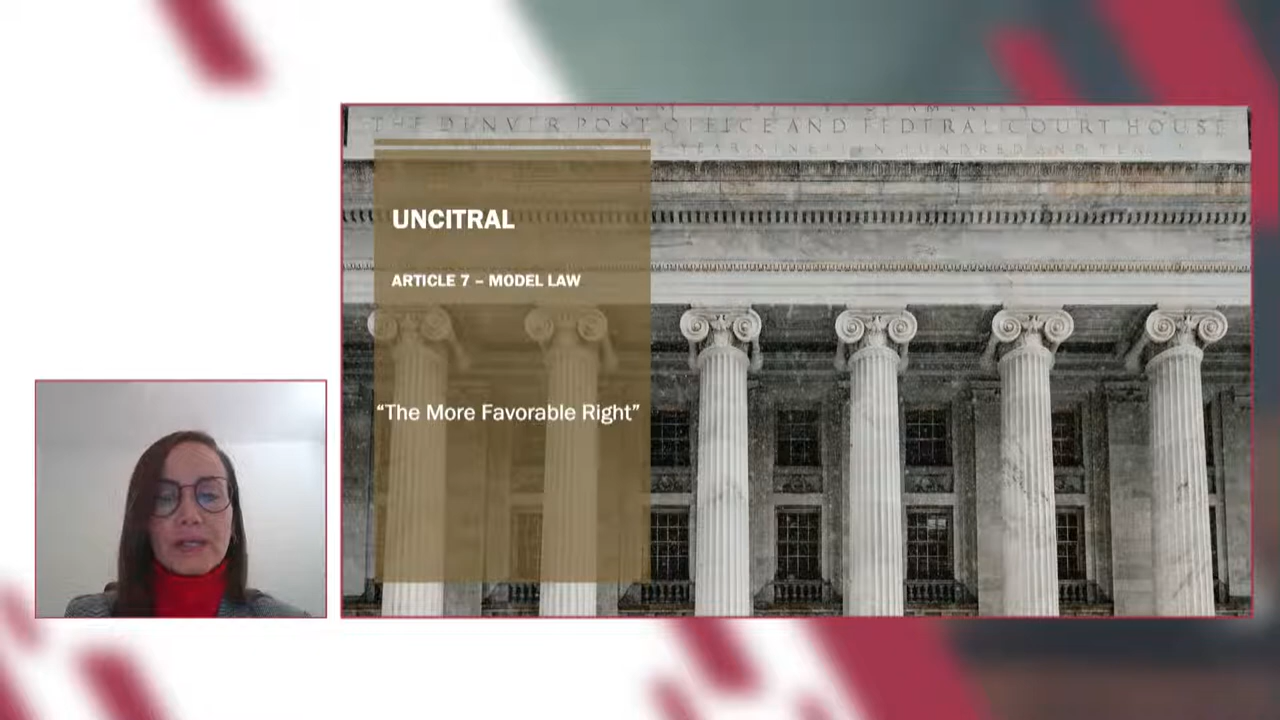 THE DENVER POST OFFICE AND FEDERAL COURT HOUSE
UNCITRAL
ARTICLE 7 – MODEL LAW
“The More Favorable Right”